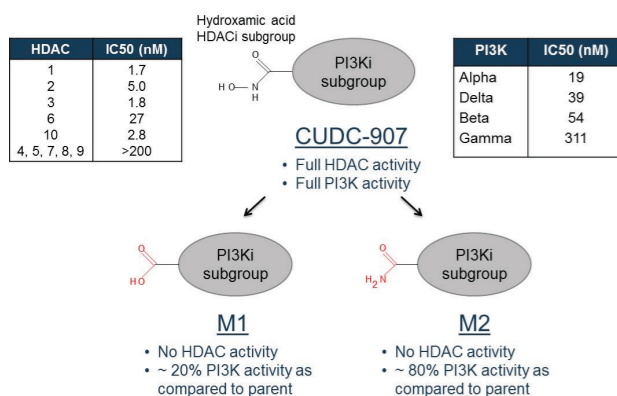 Hydroxamic acid
HDACi subgroup
HDAC IC50 (nM)
1 1.7
2 5.0
3 1.8
6 27
10 2.8
4, 5, 7, 8, 9 >200
O
HO
N
H
PI3Ki
subgroup
PI3K IC50 (nM)
Alpha 19
Delta 39
Beta 54
Gamma 311
CUDC-907
• Full HDAC activity
• Full PI3K activity
O
HO
PI3Ki
subgroup
M1
• No HDAC activity
• ~ 20% PI3K activity as
compared to parent
O
H2N
PI3Ki
subgroup
M2
• No HDAC activity
• ~ 80% PI3K activity as
compared to parent